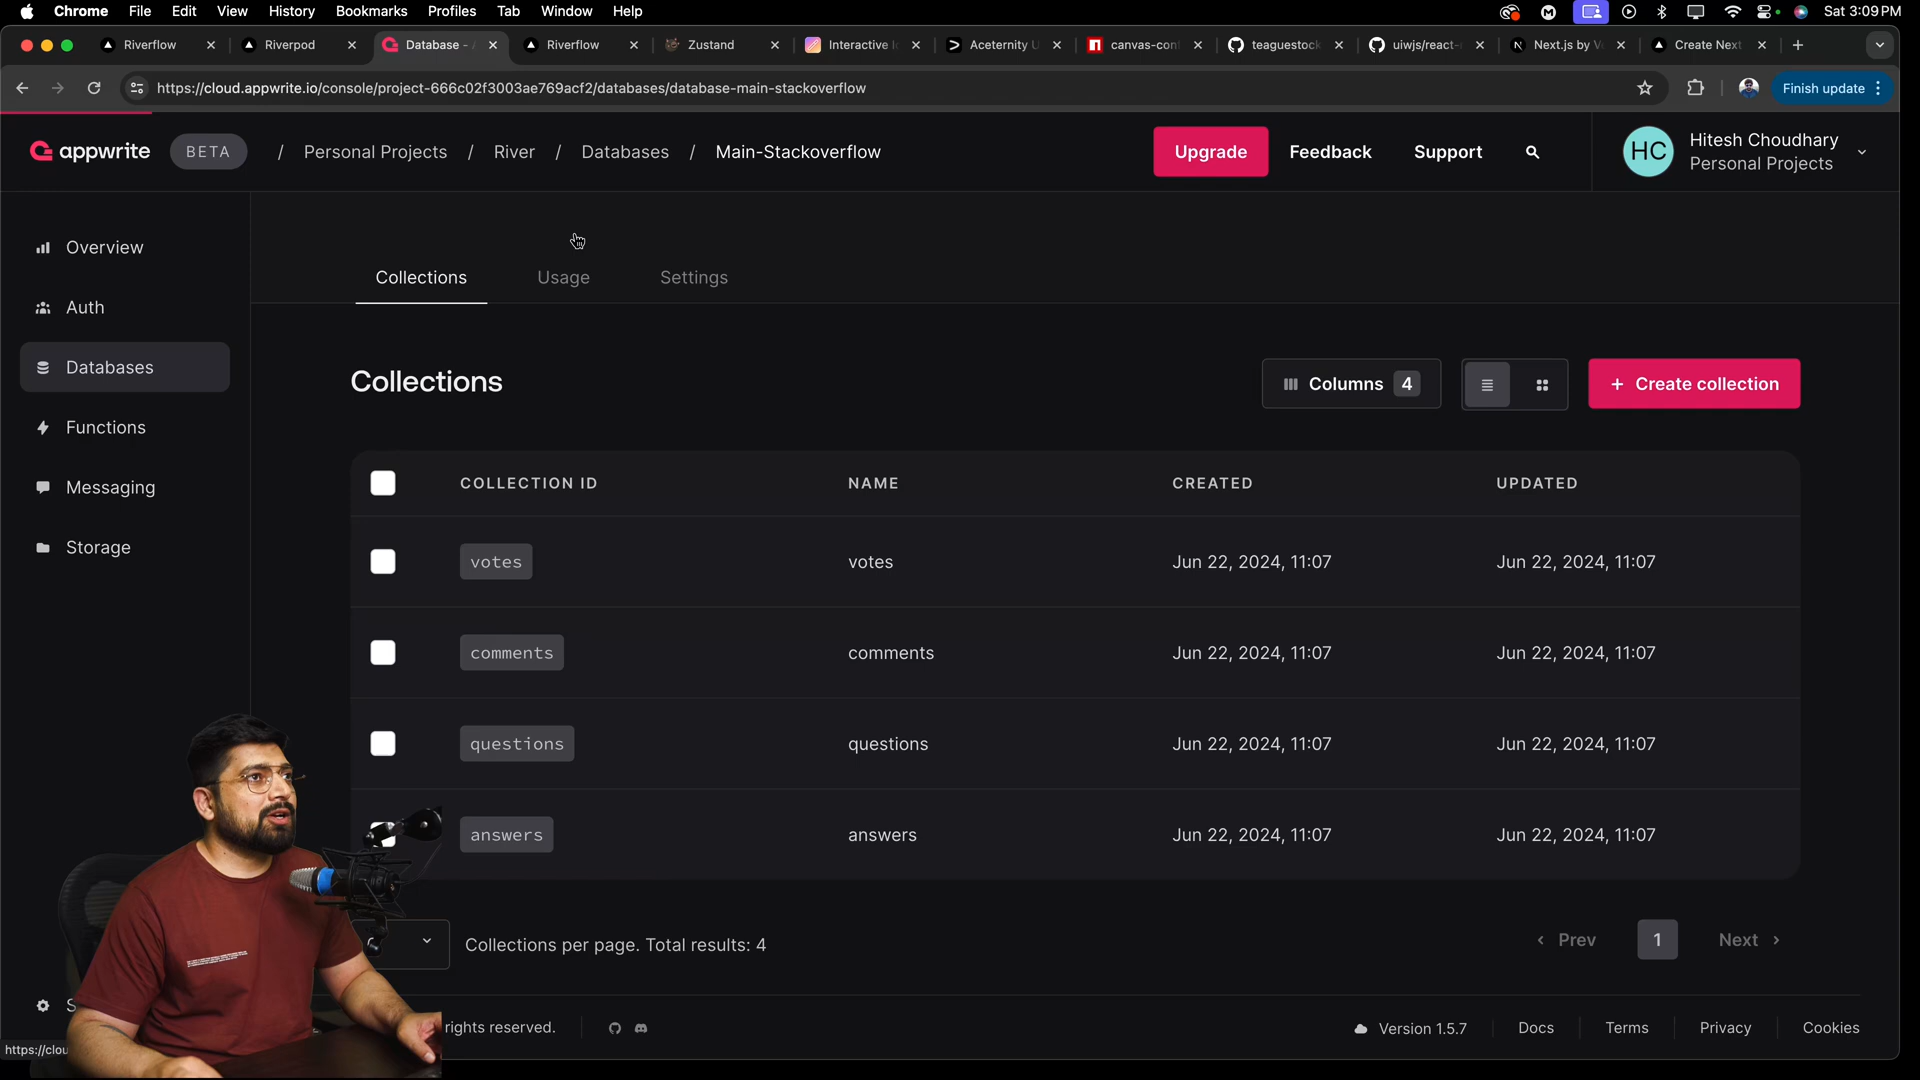 Chrome File Edit View History Bookmarks Profiles Tab Window Help Sat 3:09 PM
Riverflow Riverpod Database - Riverflow Zustand Interactive Aceternity U canvas-con teaguestock uiwjs/react- Next.js by Create Next
https://cloud.appwrite.io/console/project-666c02f3003ae769acf2/databases/database-main-stackoverflow Finish update
appwrite BETA / Personal Projects / River / Databases / Main-Stackoverflow Upgrade Feedback Support HC Hitesh Choudhary
Personal Projects
Overview
Auth
Databases
Functions
Messaging
Storage
Collections Usage Settings
Collections Columns 4 + Create collection
COLLECTION ID NAME CREATED UPDATED
votes votes Jun 22, 2024, 11:07 Jun 22, 2024, 11:07
comments comments Jun 22, 2024, 11:07 Jun 22, 2024, 11:07
questions questions Jun 22, 2024, 11:07 Jun 22, 2024, 11:07
answers answers Jun 22, 2024, 11:07 Jun 22, 2024, 11:07
Collections per page. Total results: 4 Prev 1 Next
rights reserved. Version 1.5.7 Docs Terms Privacy Cookies
https://clou